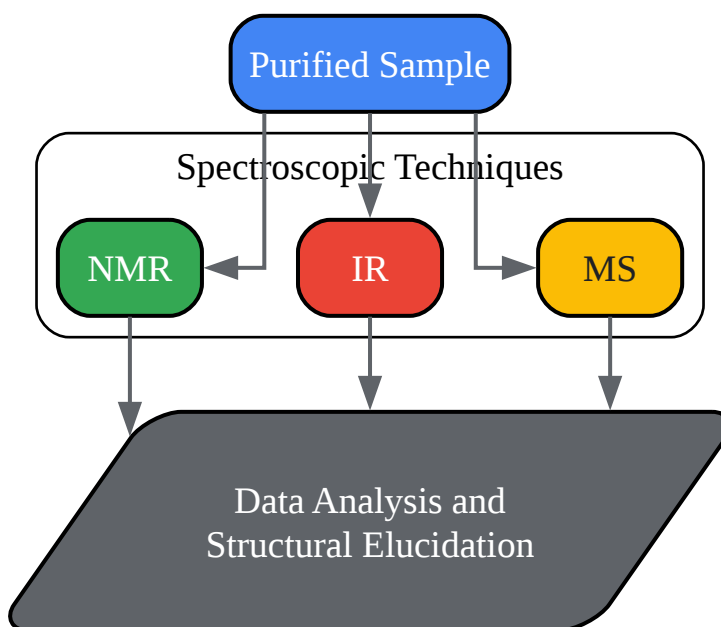 Purified Sample
Spectroscopic Techniques
NMR
IR
MS
Data Analysis and
Structural Elucidation